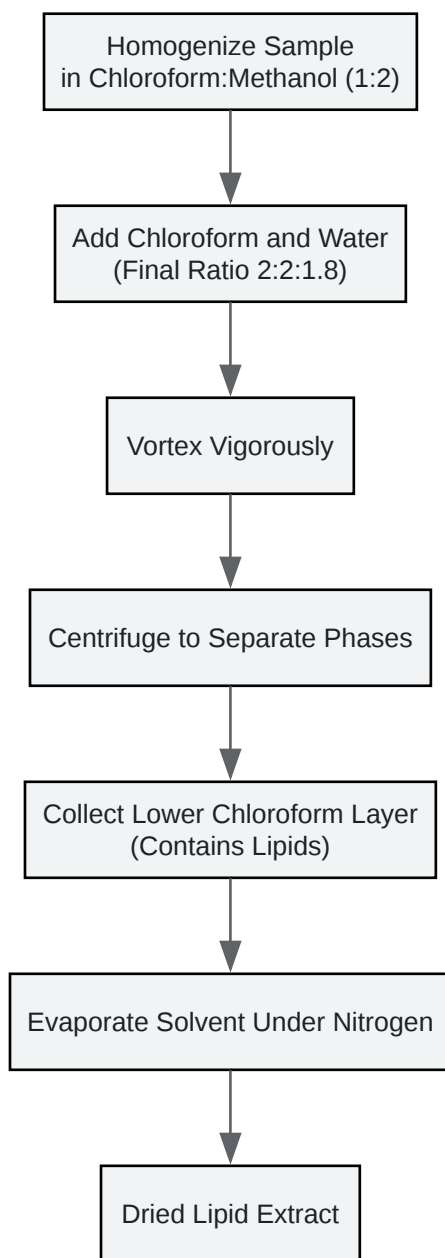 Homogenize Sample
in Chloroform:Methanol (1:2)
Add Chloroform and Water
(Final Ratio 2:2:1.8)
Vortex Vigorously
Centrifuge to Separate Phases
Collect Lower Chloroform Layer
(Contains Lipids)
Evaporate Solvent Under Nitrogen
Dried Lipid Extract